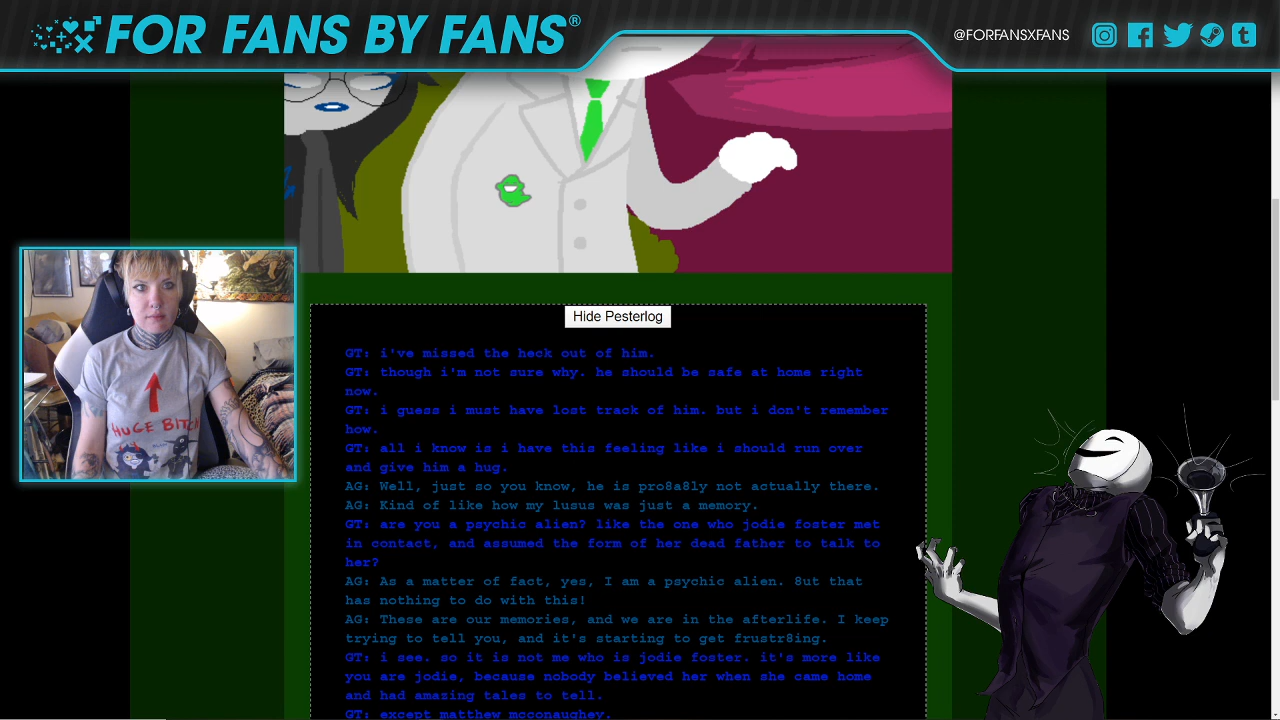 FOR FANS BY FANS®
@FORFANSXFANS
Hide Pesterlog
GT: i've missed the heck out of him.
GT: though i'm not sure why. he should be safe at home right
now.
GT: i guess i must have lost track of him. but i don't remember
how.
GT: all i know is i have this feeling like i should run over
and give him a hug.
AG: Well, just so you know, he is pro8a8ly not actually there.
AG: Kind of like how my lusus was just a memory.
GT: are you a psychic alien? like the one who jodie foster met
in contact, and assumed the form of her dead father to talk to
her?
AG: As a matter of fact, yes, I am a psychic alien. 8ut that
has nothing to do with this!
AG: These are our memories, and we are in the afterlife. I keep
trying to tell you, and it's starting to get frustr8ing.
GT: i see. so it is not me who is jodie foster. it's more like
you are jodie, because nobody believed her when she came home
and had amazing tales to tell.
GT: except matthew mcconaughey.
HUGE BITCH